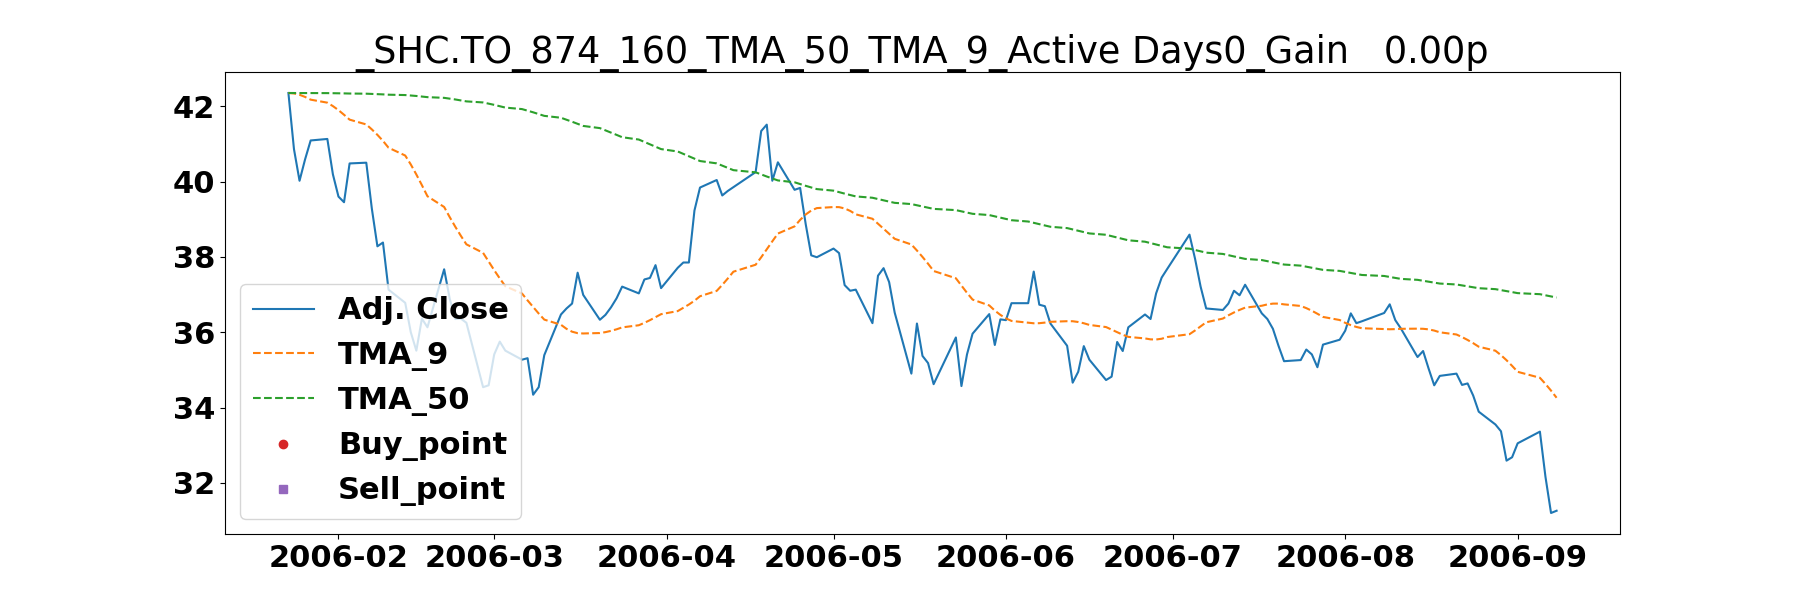 _SHC.TO_874_160_TMA_50_TMA_9_Active Days0_Gain   0.00p
42
40
38
36
34
32
Adj. Close
TMA_9
TMA_50
Buy_point
Sell_point
2006-02 2006-03 2006-04 2006-05 2006-06 2006-07 2006-08 2006-09